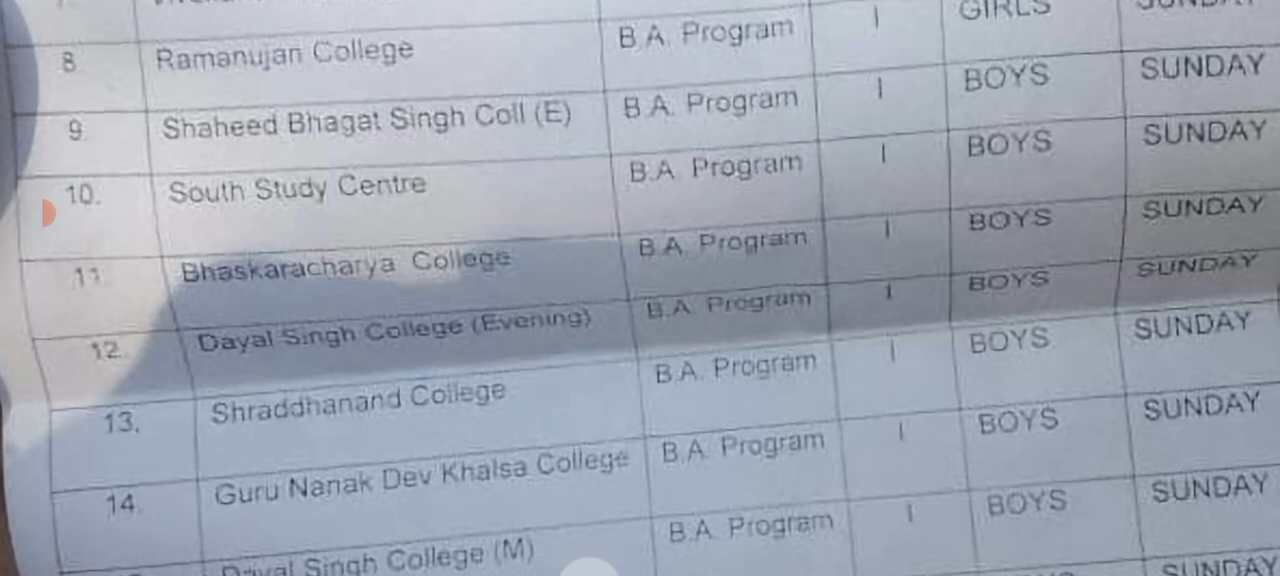 8. Ramanujan College B.A. Program I GIRLS SUNDAY
9. Shaheed Bhagat Singh Coll (E) B.A. Program I BOYS SUNDAY
10. South Study Centre B.A. Program I BOYS SUNDAY
11. Bhaskaracharya College B.A. Program I BOYS SUNDAY
12. Dayal Singh College (Evening) B.A. Program I BOYS SUNDAY
13. Shraddhanand College B.A. Program I BOYS SUNDAY
14. Guru Nanak Dev Khalsa College B.A. Program I BOYS SUNDAY
Dayal Singh College (M) B.A. Program I BOYS SUNDAY
SUNDAY